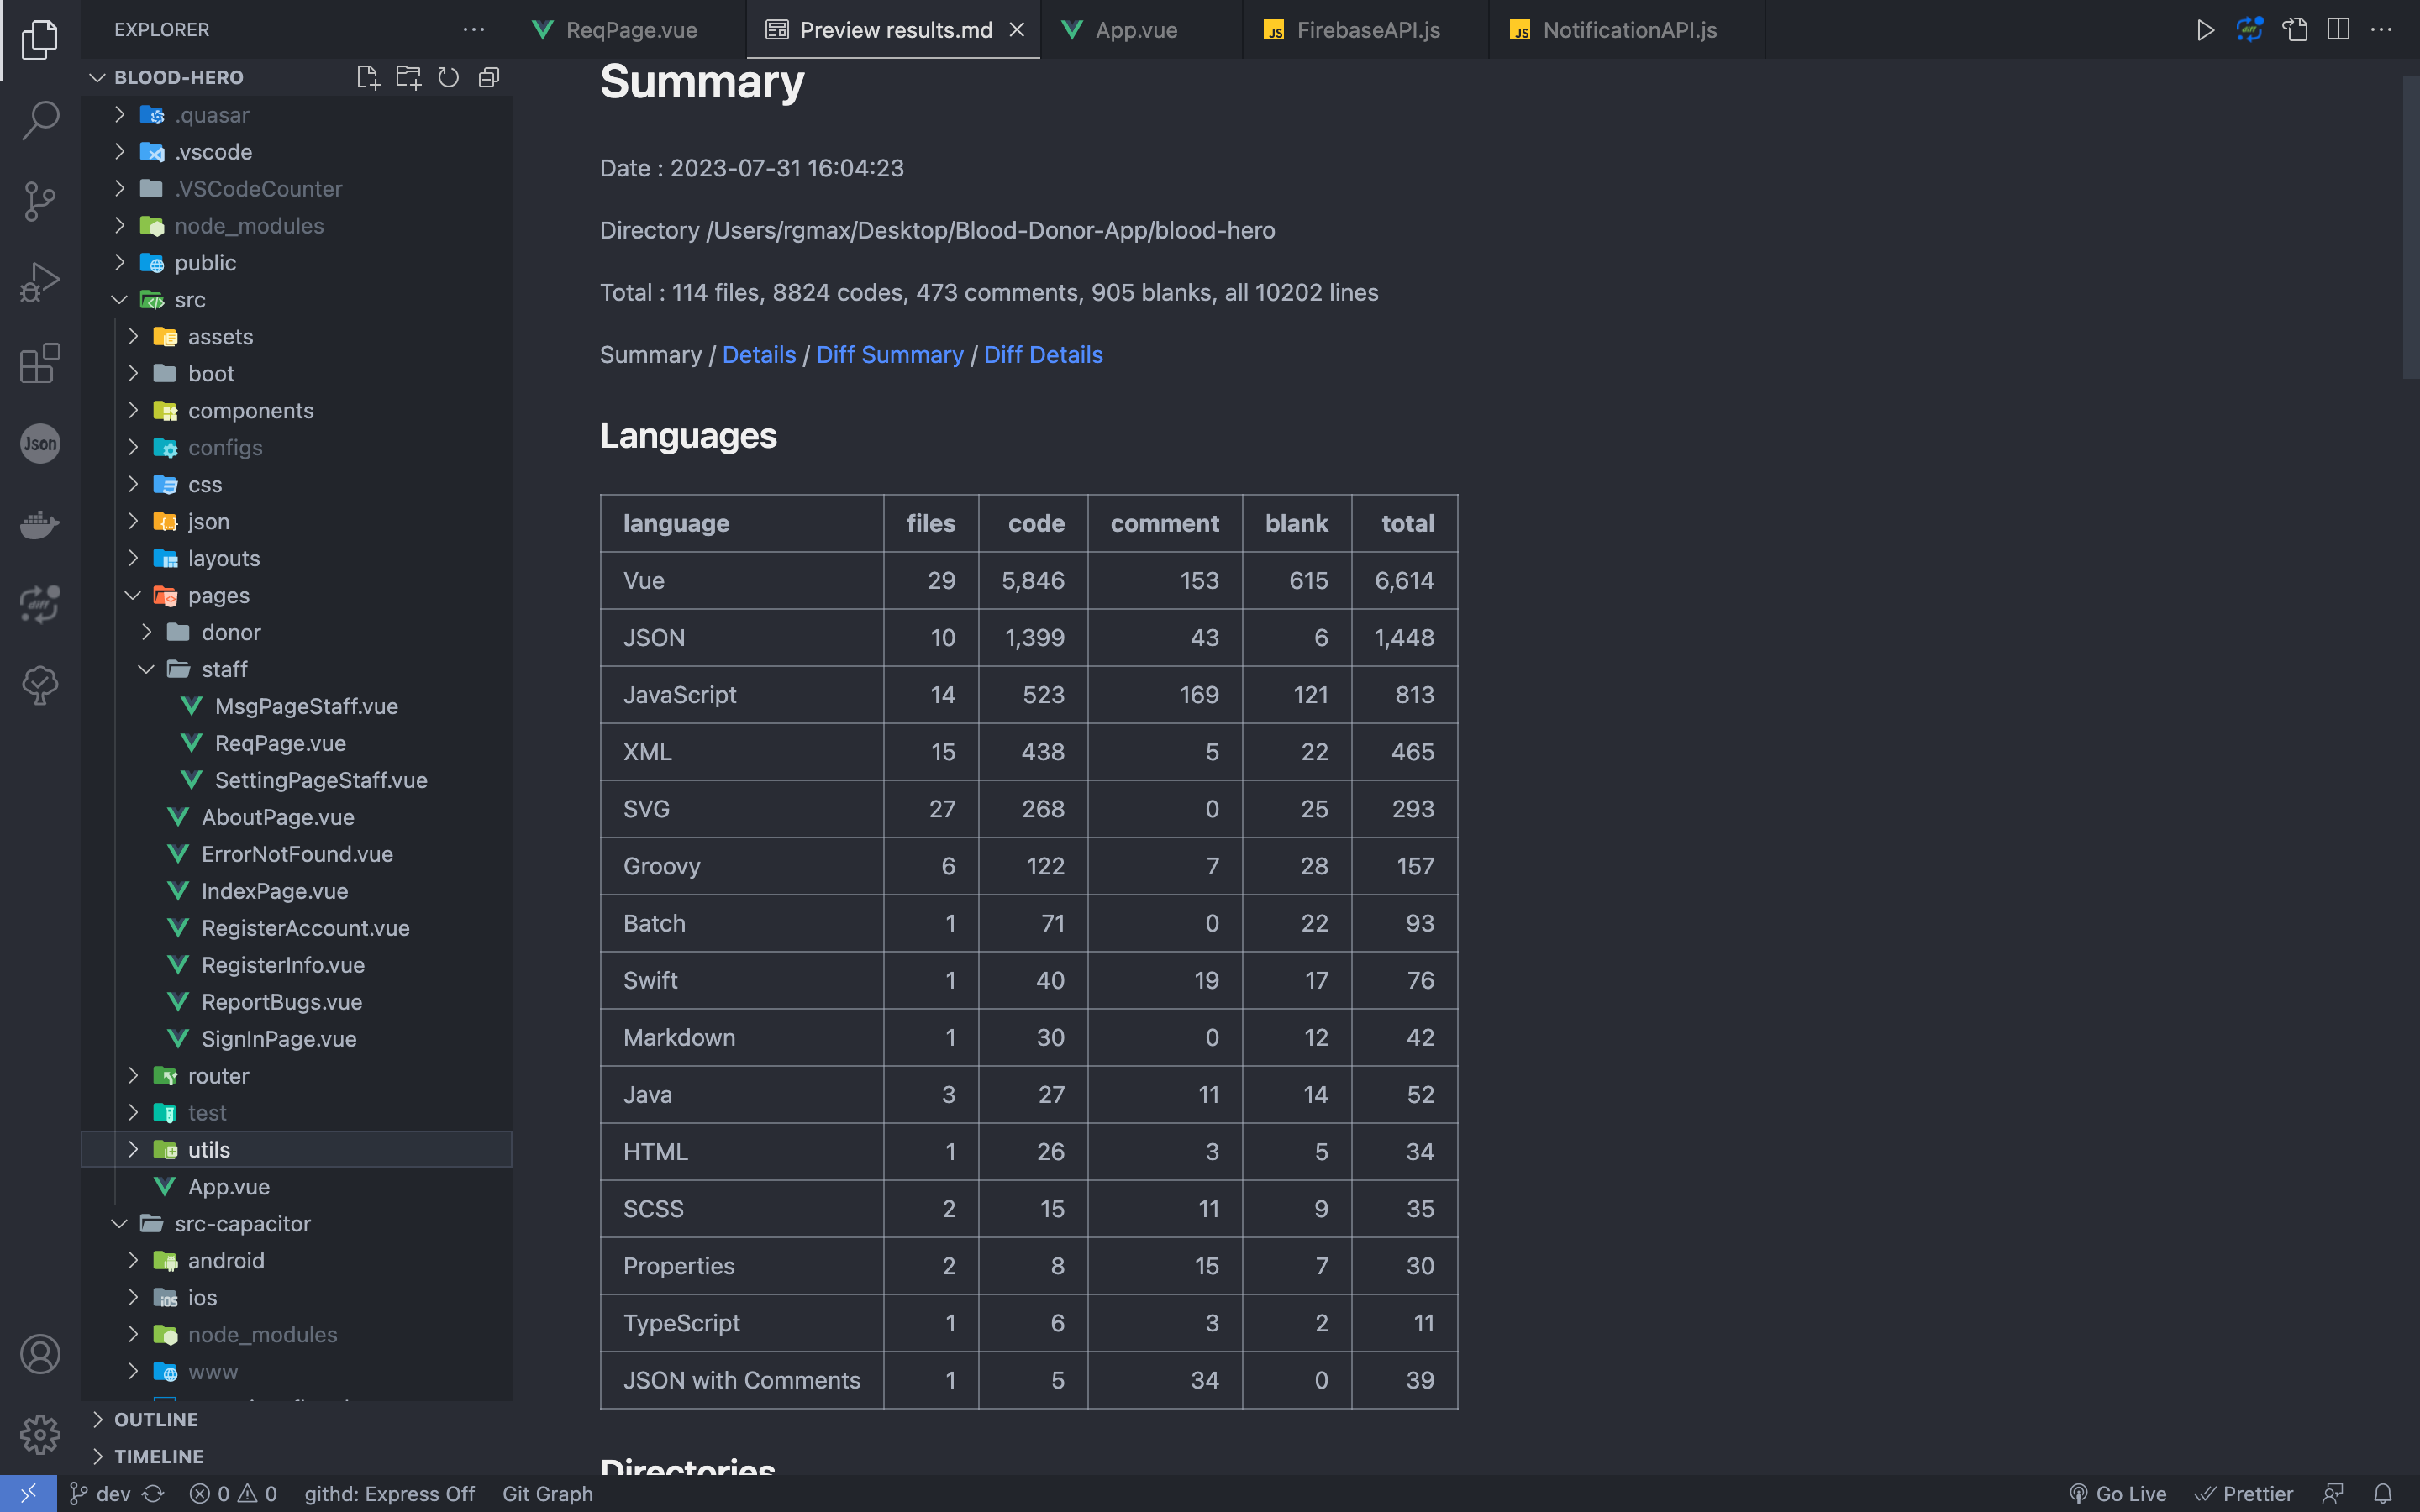 EXPLORER
ReqPage.vue
Preview results.md
App.vue
JS FirebaseAPI.js
JS NotificationAPI.js
BLOOD-HERO
.quasar
.vscode
.VSCodeCounter
node_modules
public
src
assets
boot
components
configs
css
json
layouts
pages
donor
staff
MsgPageStaff.vue
ReqPage.vue
SettingPageStaff.vue
AboutPage.vue
ErrorNotFound.vue
IndexPage.vue
RegisterAccount.vue
RegisterInfo.vue
ReportBugs.vue
SignInPage.vue
router
test
utils
App.vue
src-capacitor
android
ios
node_modules
www
OUTLINE
TIMELINE
Json
diff
Summary
Date : 2023-07-31 16:04:23
Directory /Users/rgmax/Desktop/Blood-Donor-App/blood-hero
Total : 114 files, 8824 codes, 473 comments, 905 blanks, all 10202 lines
Summary / Details / Diff Summary / Diff Details
Languages
language files code comment blank total
Vue 29 5,846 153 615 6,614
JSON 10 1,399 43 6 1,448
JavaScript 14 523 169 121 813
XML 15 438 5 22 465
SVG 27 268 0 25 293
Groovy 6 122 7 28 157
Batch 1 71 0 22 93
Swift 1 40 19 17 76
Markdown 1 30 0 12 42
Java 3 27 11 14 52
HTML 1 26 3 5 34
SCSS 2 15 11 9 35
Properties 2 8 15 7 30
TypeScript 1 6 3 2 11
JSON with Comments 1 5 34 0 39
Directories
dev 0 0 githd: Express Off Git Graph
Go Live Prettier